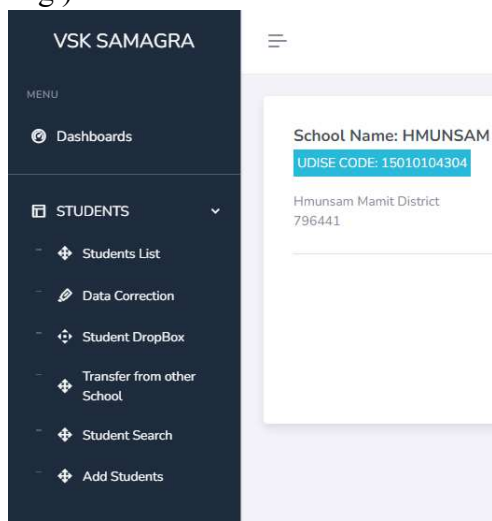 VSK SAMAGRA
MENU
Dashboards
STUDENTS
Students List
Data Correction
Student DropBox
Transfer from other
School
Student Search
Add Students
School Name: HMUNSAM
UDISE CODE: 15010104304
Hmunsam Mamit District
796441